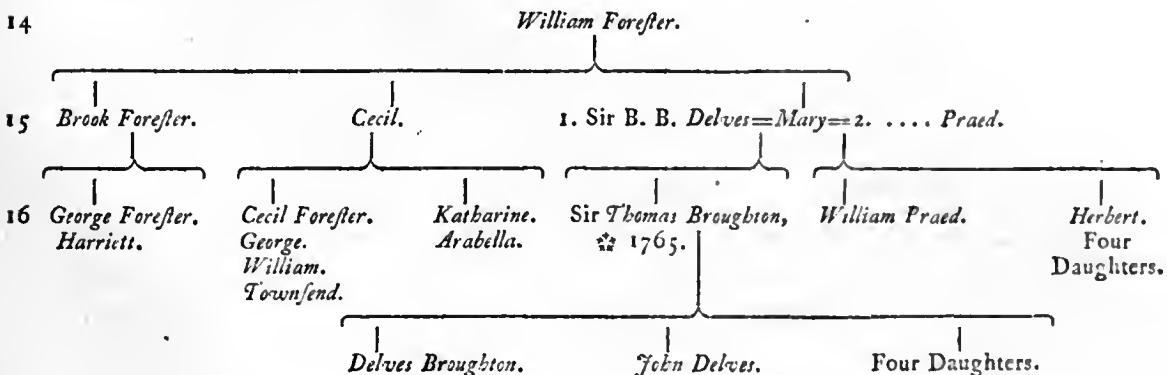 14 William Foreſter.
15 Brook Foreſter. Cecil. 1. Sir B. B. Delves=Mary=2. .... Praed.
16 George Foreſter. Cecil Foreſter. Katharine. Sir Thomas Broughton, William Praed. Herbert.
Harriett. George. Arabella. 1765. Four
William. Daughters.
Townſend.
Delves Broughton. John Delves. Four Daughters.